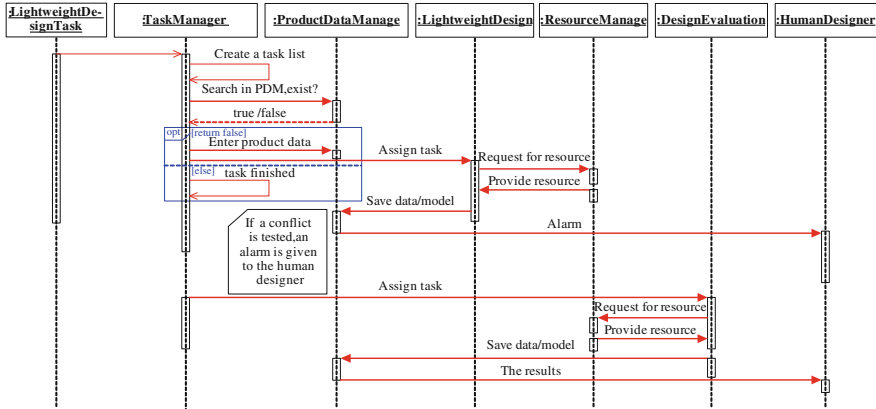 :LightweightDe-
signTask
:TaskManager
:ProductDataManage
:LightweightDesign
:ResourceManage
:DesignEvaluation
:HumanDesigner
Create a task list
Search in PDM,exist?
true /false
opt
[return false]
Enter product data
Assign task
Request for resource
[else]
task finished
Provide resource
Save data/model
If a conflict
is tested,an
alarm is given
to the human
designer
Alarm
Assign task
Request for resource
Provide resource
Save data/model
The results